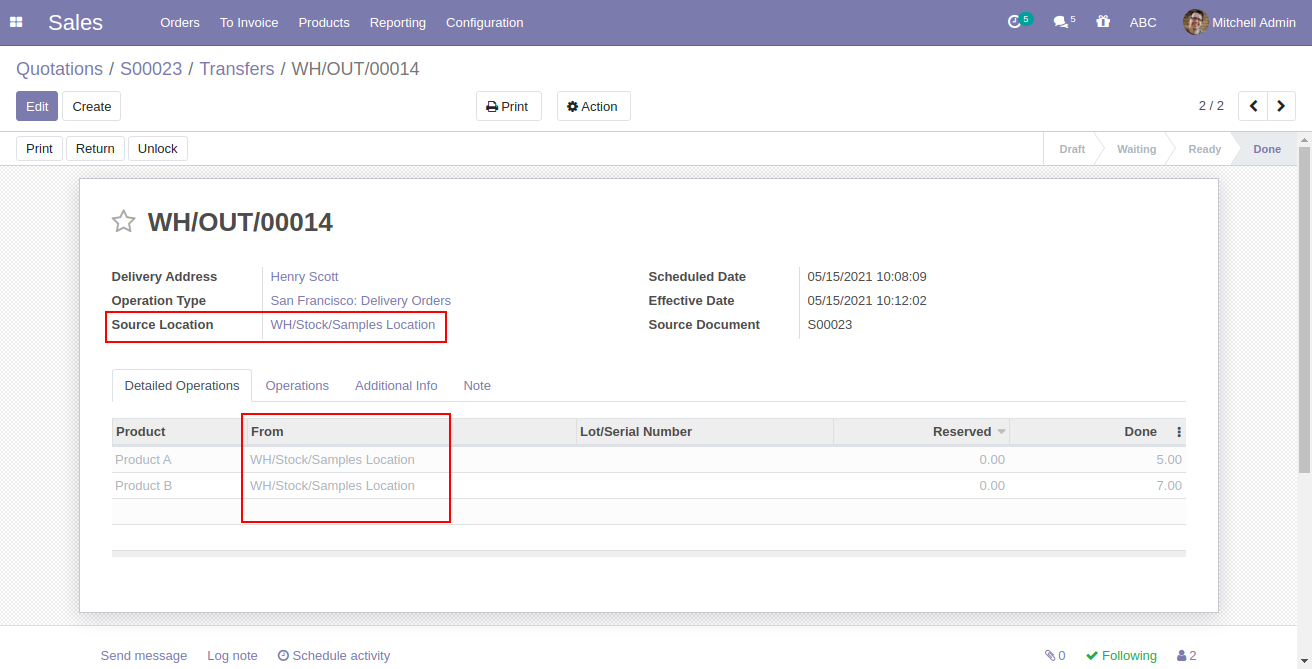 Sales Orders To Invoice Products Reporting Configuration 5 5 ABC Mitchell Admin
Quotations / S00023 / Transfers / WH/OUT/00014
Edit Create Print Action 2 / 2
Print Return Unlock Draft Waiting Ready Done
WH/OUT/00014
Delivery Address Henry Scott Scheduled Date 05/15/2021 10:08:09
Operation Type San Francisco: Delivery Orders Effective Date 05/15/2021 10:12:02
Source Location WH/Stock/Samples Location Source Document S00023
Detailed Operations Operations Additional Info Note
Product From Lot/Serial Number Reserved Done
Product A WH/Stock/Samples Location 0.00 5.00
Product B WH/Stock/Samples Location 0.00 7.00
Send message Log note Schedule activity 0 Following 2